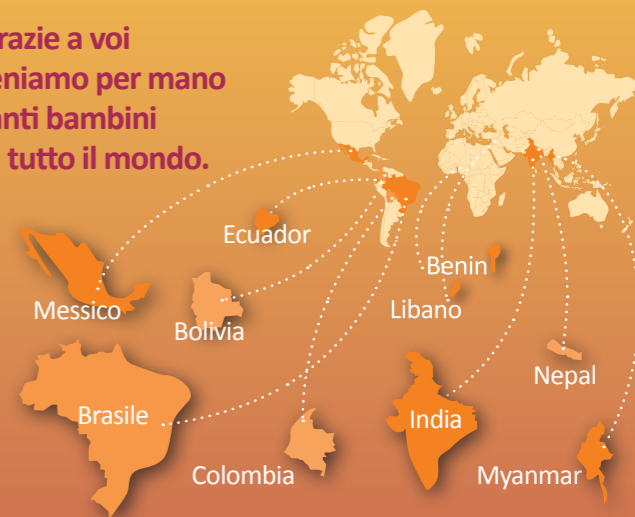 razie a voi
eniamo per mano
anti bambini
tutto il mondo.
Ecuador
Benin
Messico
Bolivia
Libano
Nepal
Brasile
India
Colombia
Myanmar